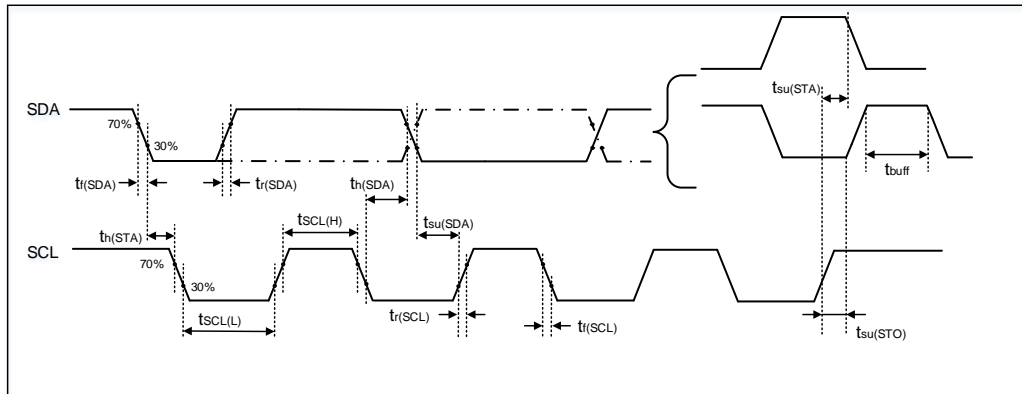 tsu(STA)
SDA
70%
30%
tbuff
tf(SDA)
tr(SDA)
th(SDA)
th(STA)
tSCL(H)
tsu(SDA)
SCL
70%
30%
tSCL(L)
tr(SCL)
tf(SCL)
tsu(STO)